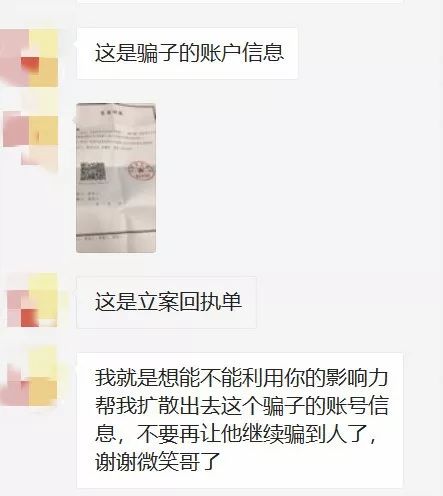 这是骗子的账户信息
这是立案回执单
我就是想能不能利用你的影响力
帮我扩散出去这个骗子的账号信
息，不要再让他继续骗到人了，
谢谢微笑哥了